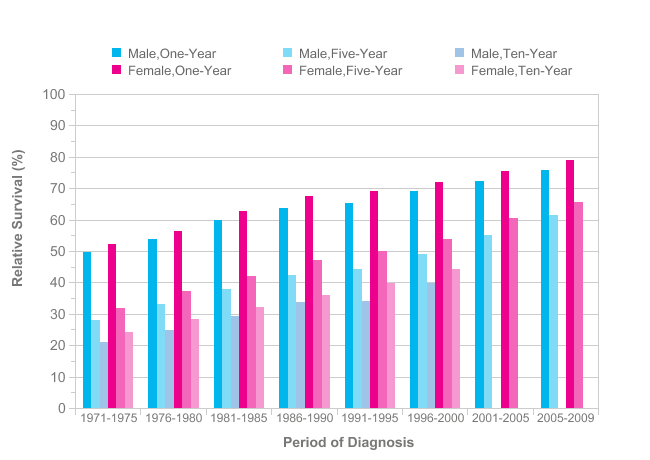 Male,One-Year Male,Five-Year Male,Ten-Year
Female,One-Year Female,Five-Year Female,Ten-Year
100
90
80
70
60
50
40
30
20
10
0
Relative Survival (%)
1971-1975 1976-1980 1981-1985 1986-1990 1991-1995 1996-2000 2001-2005 2005-2009
Period of Diagnosis